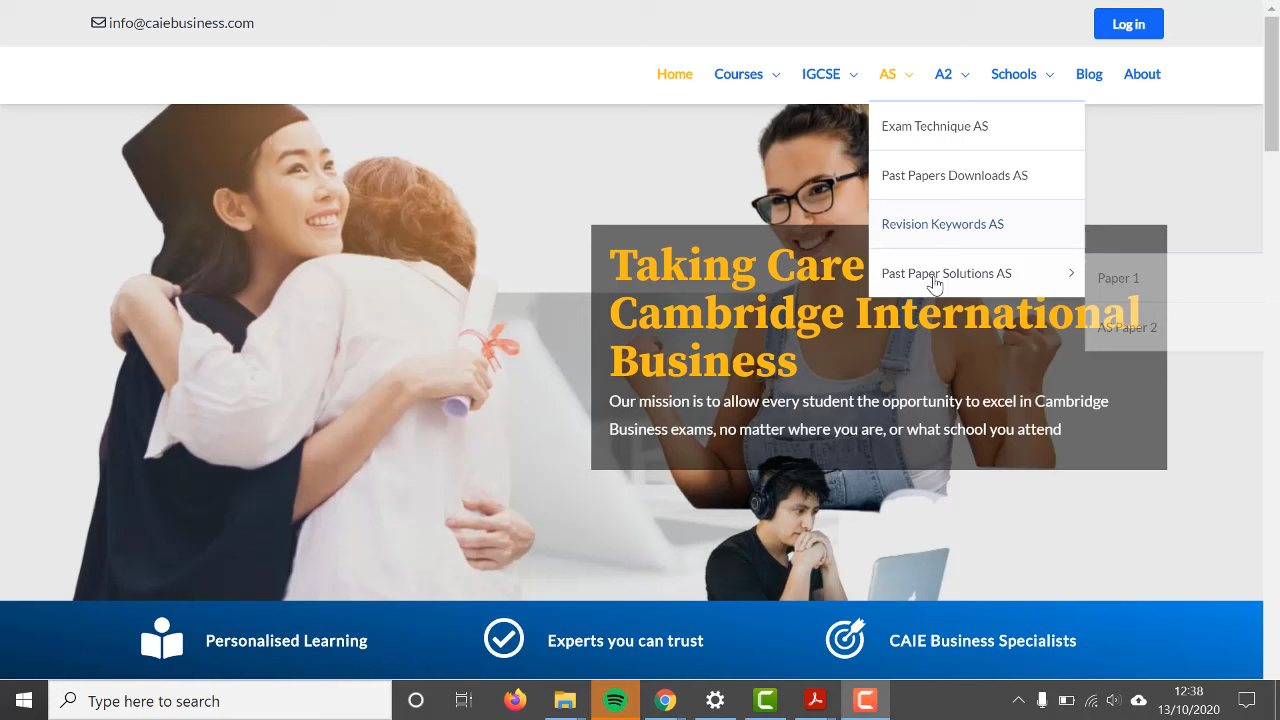 info@caiebusiness.com
Log in
Home
Courses
IGCSE
AS
A2
Schools
Blog
About
Exam Technique AS
Past Papers Downloads AS
Revision Keywords AS
Past Paper Solutions AS
Paper 1
AS Paper 2
Taking Care
Cambridge International
Business
Our mission is to allow every student the opportunity to excel in Cambridge
Business exams, no matter where you are, or what school you attend
Personalised Learning
Experts you can trust
CAIE Business Specialists
Type here to search
12:38
13/10/2020